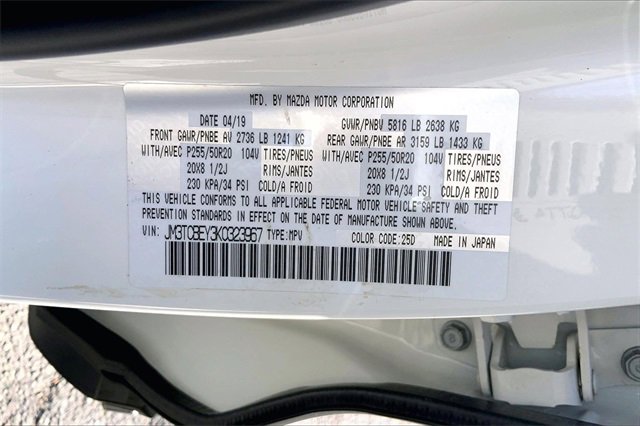 MFD. BY MAZDA MOTOR CORPORATION
DATE 04/19 GVWR/PNBV 5816 LB 2638 KG
FRONT GAWR/PNBE AV 2736 LB 1241 KG REAR GAWR/PNBE AR 3159 LB 1433 KG
WITH/AVEC P255/50R20 104V TIRES/PNEUS WITH/AVEC P255/50R20 104V TIRES/PNEUS
20X8 1/2J RIMS/JANTES 20X8 1/2J RIMS/JANTES
230 KPA/34 PSI COLD/A FROID 230 KPA/34 PSI COLD/A FROID
THIS VEHICLE CONFORMS TO ALL APPLICABLE FEDERAL MOTOR VEHICLE SAFETY AND THEFT
PREVENTION STANDARDS IN EFFECT ON THE DATE OF MANUFACTURE SHOWN ABOVE.
VIN: JM3TCBEY3K0323967 TYPE:MPV COLOR CODE:25D MADE IN JAPAN